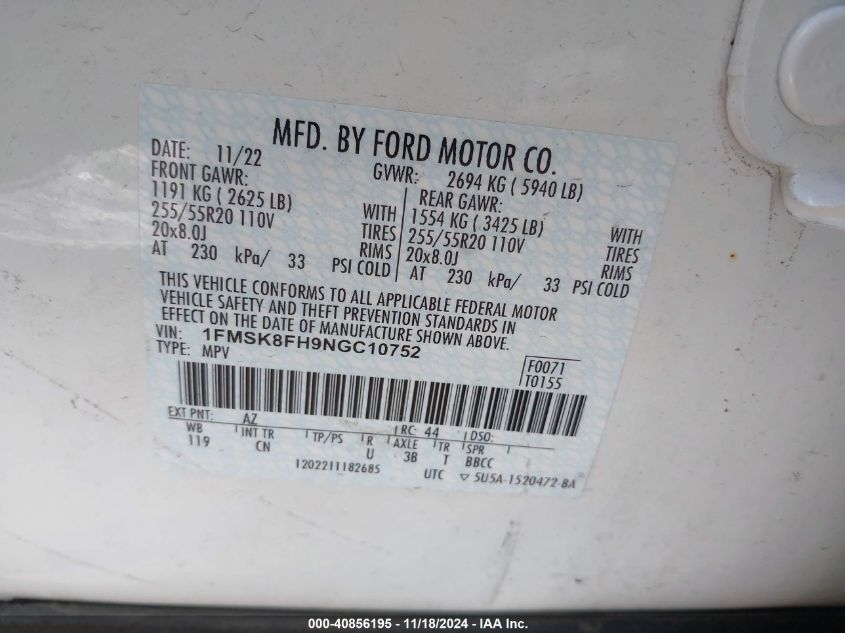 MFD. BY FORD MOTOR CO.
DATE: 11/22 GVWR: 2694 KG ( 5940 LB)
FRONT GAWR: REAR GAWR:
1191 KG ( 2625 LB) WITH 1554 KG ( 3425 LB) WITH
255/55R20 110V TIRES 255/55R20 110V TIRES
20x8.0J RIMS 20x8.0J RIMS
AT 230 kPa/ 33 PSI COLD AT 230 kPa/ 33 PSI COLD
THIS VEHICLE CONFORMS TO ALL APPLICABLE FEDERAL MOTOR
VEHICLE SAFETY AND THEFT PREVENTION STANDARDS IN
EFFECT ON THE DATE OF MANUFACTURE SHOWN ABOVE.
VIN: 1FMSK8FH9NGC10752
TYPE: MPV
F0071
T0155
EXT PNT: AZ RC: 44 DSO:
WB INT TR TP/PS R AXLE TR SPR
119 CN U 3B T BBCC
1202211182685 UTC ▽ 5U5A-1520472-BA
000-40856195 - 11/18/2024 - IAA Inc.